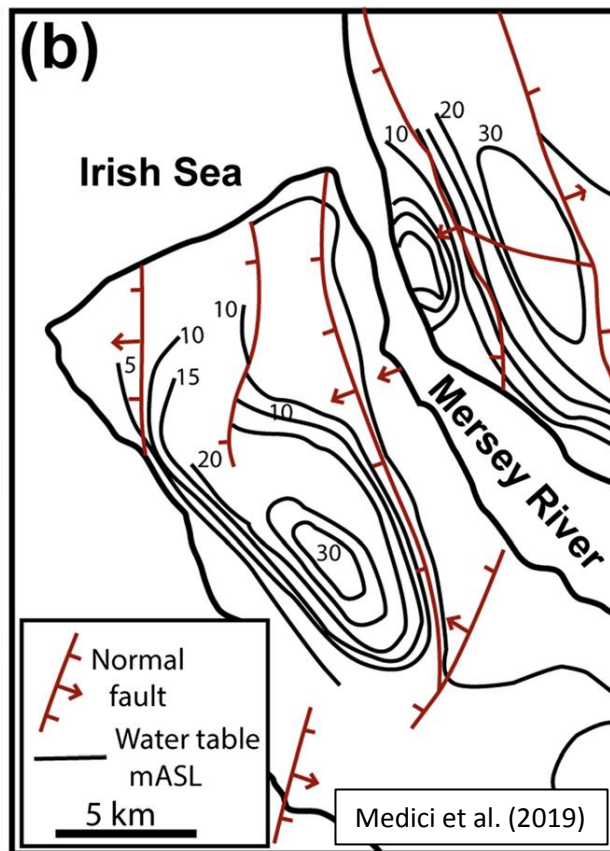 (b)
Irish Sea
10
20
30
10
5
10
15
10
20
30
Mersey River
Normal
fault
Water table
mASL
5 km
Medici et al. (2019)